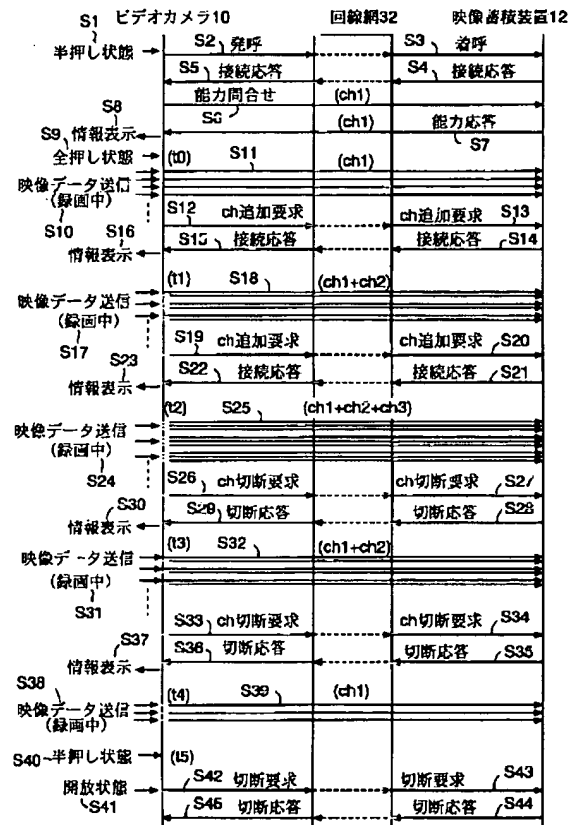 S1 ビデオカメラ10 回線網32 映像蓄積装置12
半押し状態 S2 発呼 S3 着呼
S5 接続応答 S4 接続応答
能力問合せ (ch1)
S8 S6
S9 情報表示 (ch1) 能力応答
S7
全押し状態 (t0) S11 (ch1)
映像データ送信
(録画中)
S12 ch追加要求 ch追加要求 S13
S10 S16 S15 接続応答 接続応答 S14
情報表示
(t1) S18 (ch1+ch2)
映像データ送信
(録画中)
S17 S19 ch追加要求 ch追加要求 S20
S23 S22 接続応答 接続応答 S21
情報表示
(t2) S25 (ch1+ch2+ch3)
映像データ送信
(録画中)
S24 S26 ch切断要求 ch切断要求 S27
S30 S29 切断応答 切断応答 S28
情報表示
(t3) S32 (ch1+ch2)
映像データ送信
(録画中)
S31
S33 ch切断要求 ch切断要求 S34
S37 S36 切断応答 切断応答 S35
情報表示
S38 (t4) S39 (ch1)
映像データ送信
(録画中)
S40 半押し状態 (t5)
開放状態 S42 切断要求 切断要求 S43
S41 S45 切断応答 切断応答 S44